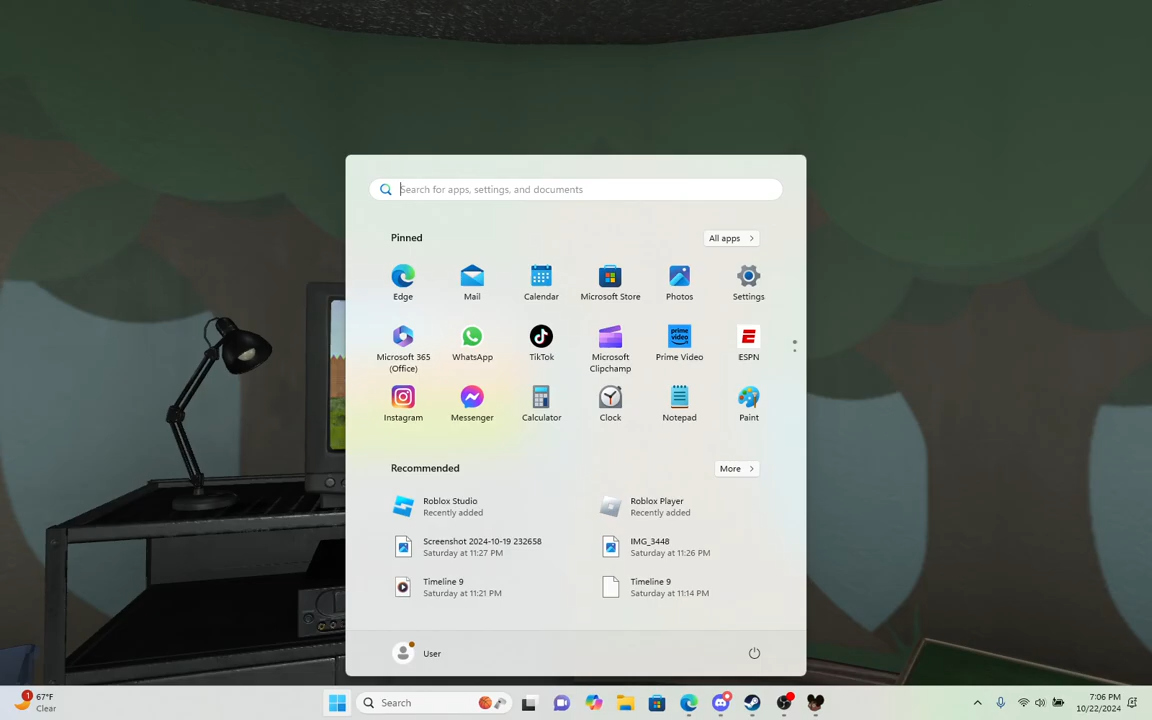 Search for apps, settings, and documents
Pinned
All apps
Edge
Mail
Calendar
Microsoft Store
Photos
Settings
Microsoft 365
(Office)
WhatsApp
TikTok
Microsoft
Clipchamp
prime
video
Prime Video
ESPN
Instagram
Messenger
Calculator
Clock
Notepad
Paint
Recommended
More
Roblox Studio
Recently added
Roblox Player
Recently added
Screenshot 2024-10-19 232658
Saturday at 11:27 PM
IMG_3448
Saturday at 11:26 PM
Timeline 9
Saturday at 11:21 PM
Timeline 9
Saturday at 11:14 PM
User
1
67°F
Clear
Search
7:06 PM
10/22/2024